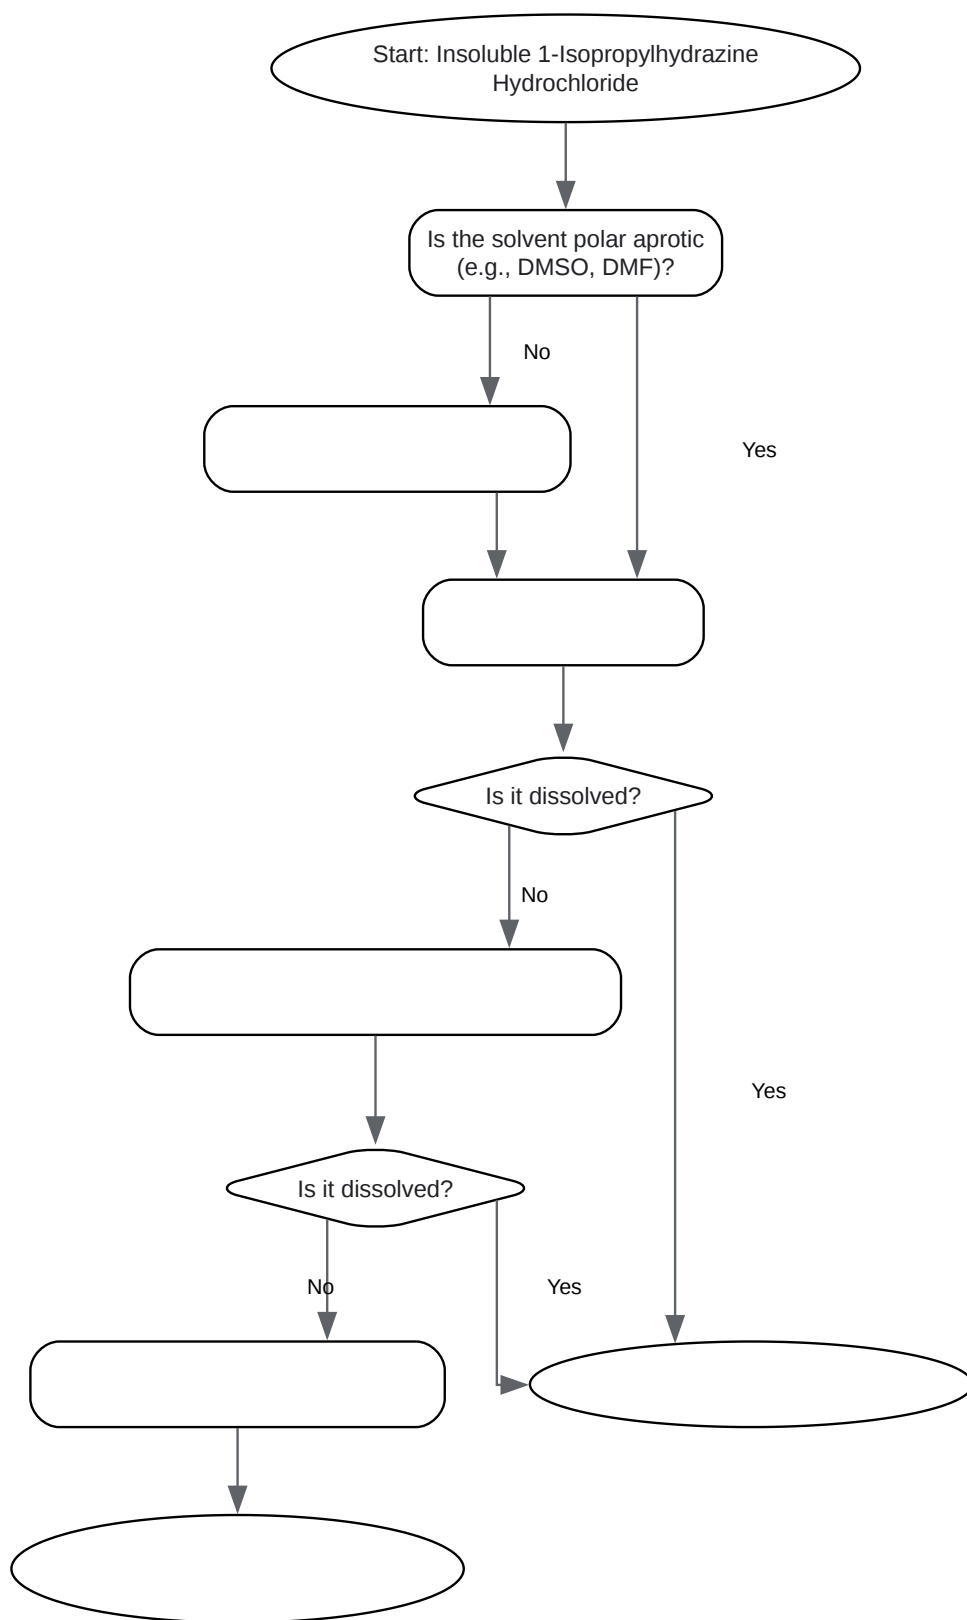 Start: Insoluble 1-Isopropylhydrazine
Hydrochloride
Is the solvent polar aprotic
(e.g., DMSO, DMF)?
No
Yes
Is it dissolved?
No
Yes
Is it dissolved?
No
Yes